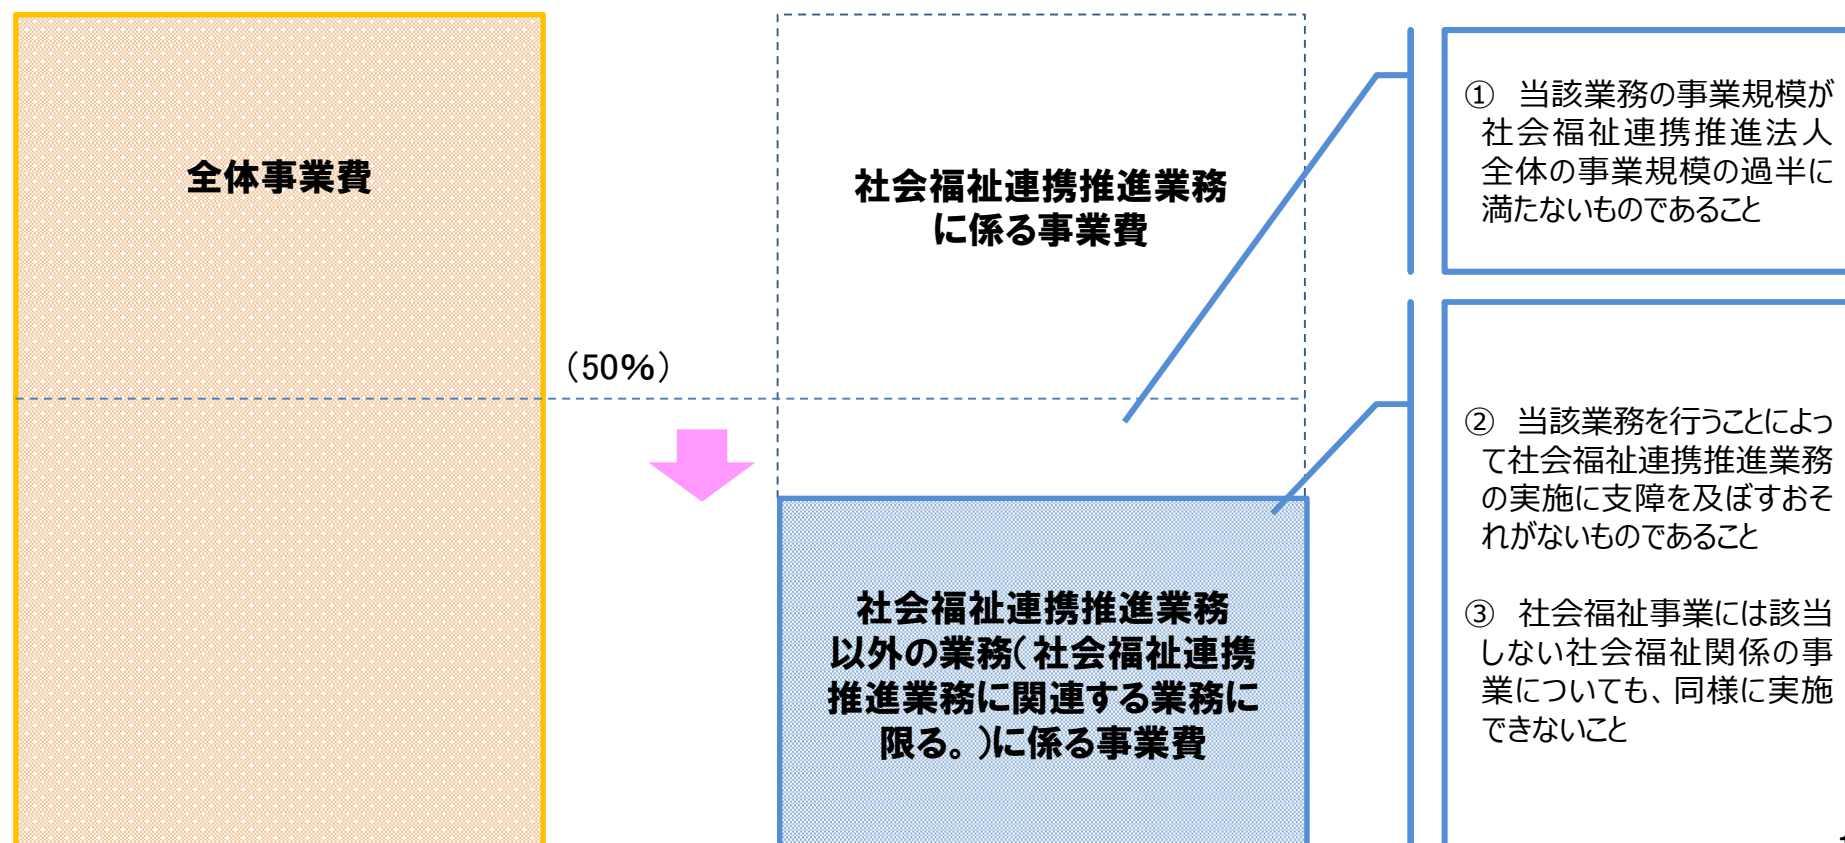 全体事業費
(50%)
社会福祉連携推進業務
に係る事業費
社会福祉連携推進業務
以外の業務(社会福祉連携
推進業務に関連する業務に
限る。)に係る事業費
① 当該業務の事業規模が
社会福祉連携推進法人
全体の事業規模の過半に
満たないものであること
② 当該業務を行うことによっ
て社会福祉連携推進業務
の実施に支障を及ぼすおそ
れがないものであること
③ 社会福祉事業には該当
しない社会福祉関係の事
業についても、同様に実施
できないこと